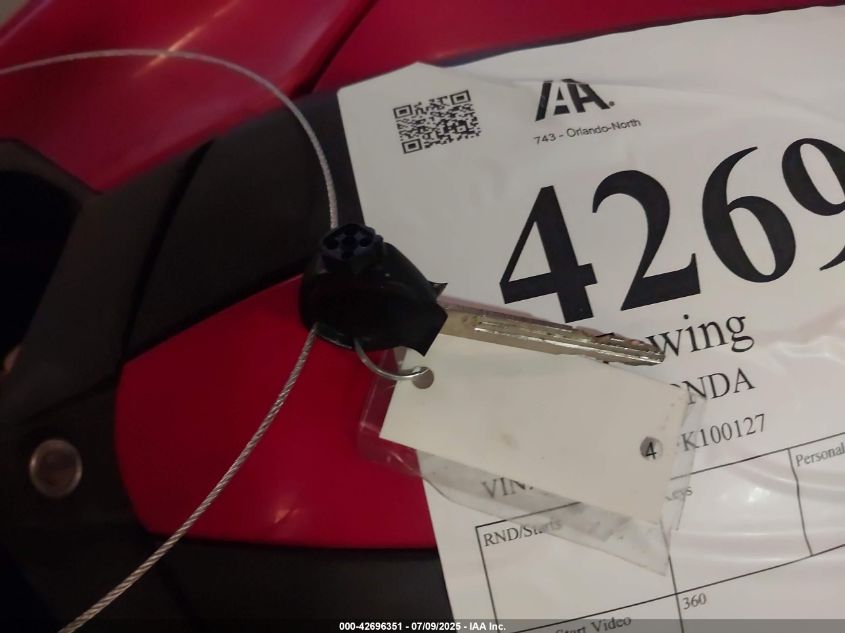 IAA.
743 - Orlando-North
4269
wing
NDA
K100127
4
VIN
Keys
Personal
RND/Starts
360
Start Video
000-42696351 - 07/09/2025 - IAA Inc.